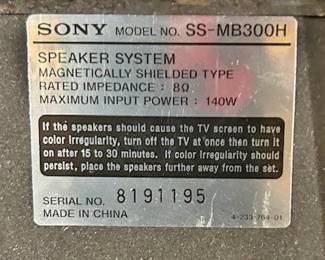 SONY MODEL NO. SS-MB300H
SPEAKER SYSTEM
MAGNETICALLY SHIELDED TYPE
RATED IMPEDANCE : 8Ω
MAXIMUM INPUT POWER : 140W
If the speakers should cause the TV screen to have
color irregularity, turn off the TV at once then turn it
on after 15 to 30 minutes. If color irregularity should
persist, place the speakers further away from the set.
SERIAL NO. 8191195
MADE IN CHINA 4-233-764-01